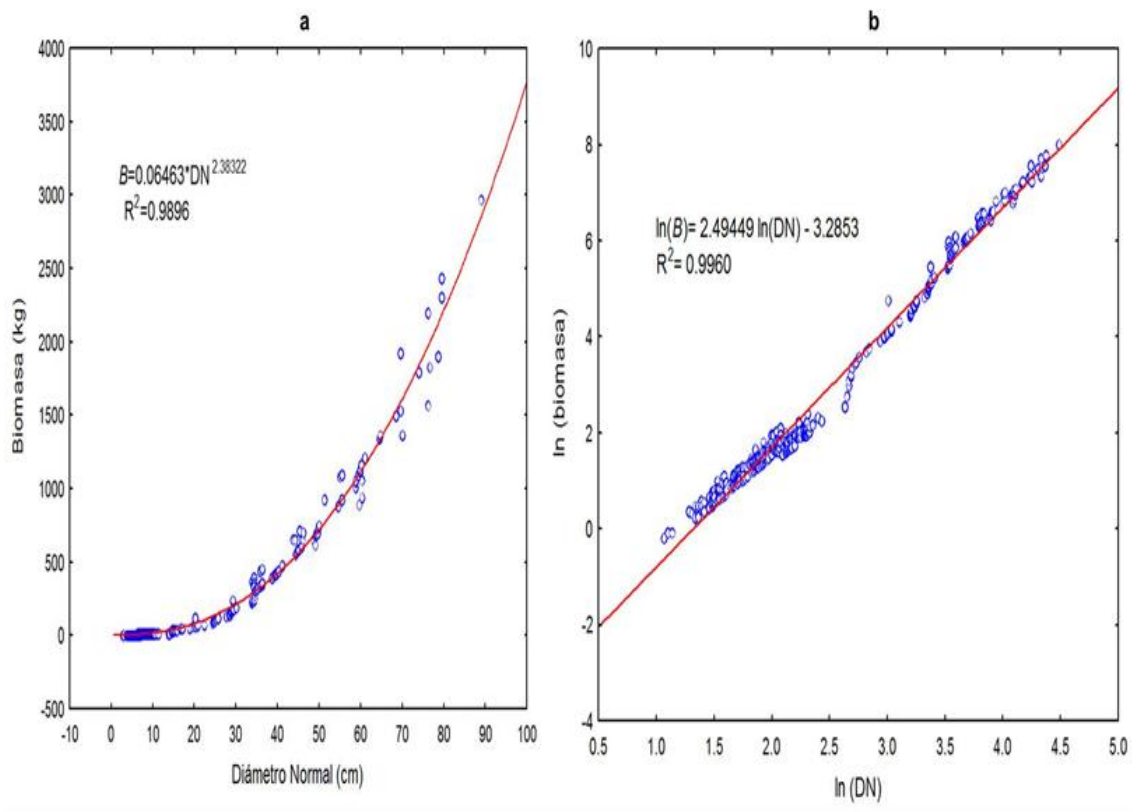 a
4000
3500
3000
2500
2000
1500
1000
500
0
-500
Biomasa (kg)
B=0.06463*DN^2.38322
R²=0.9896
-10 0 10 20 30 40 50 60 70 80 90 100
Diámetro Normal (cm)
b
10
8
6
4
2
0
-2
-4
ln (biomasa)
ln(B)= 2.49449 ln(DN) - 3.2853
R²= 0.9960
0.5 1.0 1.5 2.0 2.5 3.0 3.5 4.0 4.5 5.0
ln (DN)